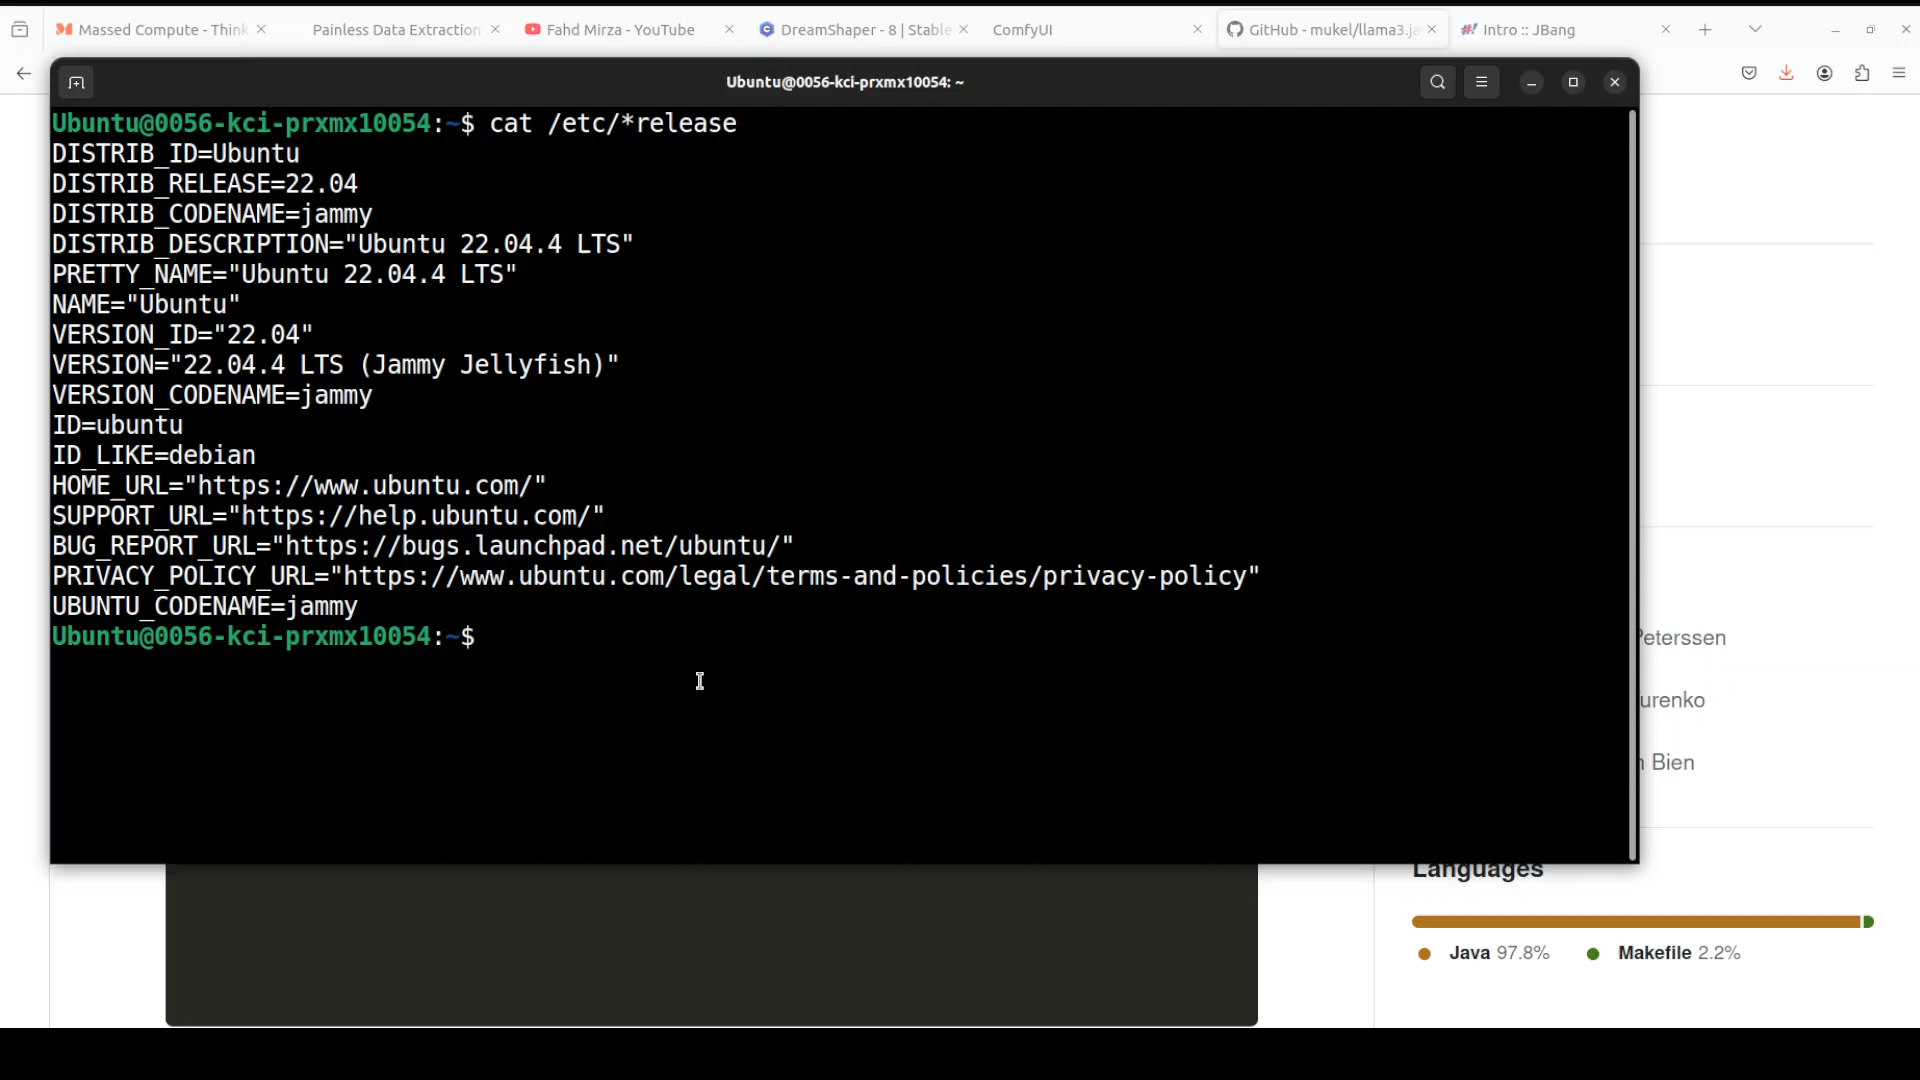 Massed Compute - Think
Painless Data Extraction
Fahd Mirza - YouTube
DreamShaper - 8 | Stable
ComfyUI
GitHub - mukel/llama3.ja
Intro :: JBang
Ubuntu@0056-kci-prxmx10054: ~
Ubuntu@0056-kci-prxmx10054:~$ cat /etc/*release
DISTRIB_ID=Ubuntu
DISTRIB_RELEASE=22.04
DISTRIB_CODENAME=jammy
DISTRIB_DESCRIPTION="Ubuntu 22.04.4 LTS"
PRETTY_NAME="Ubuntu 22.04.4 LTS"
NAME="Ubuntu"
VERSION_ID="22.04"
VERSION="22.04.4 LTS (Jammy Jellyfish)"
VERSION_CODENAME=jammy
ID=ubuntu
ID_LIKE=debian
HOME_URL="https://www.ubuntu.com/"
SUPPORT_URL="https://help.ubuntu.com/"
BUG_REPORT_URL="https://bugs.launchpad.net/ubuntu/"
PRIVACY_POLICY_URL="https://www.ubuntu.com/legal/terms-and-policies/privacy-policy"
UBUNTU_CODENAME=jammy
Ubuntu@0056-kci-prxmx10054:~$
Peterssen
urenko
Bien
Languages
Java 97.8%
Makefile 2.2%